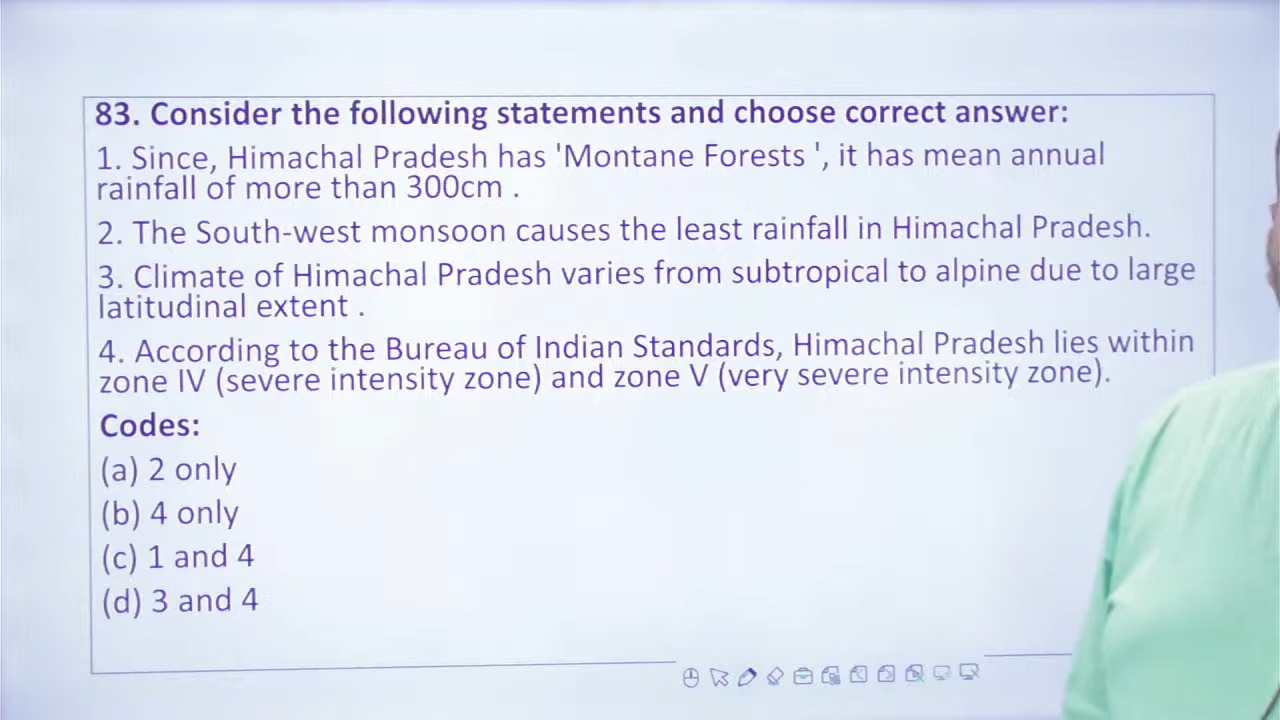 83. Consider the following statements and choose correct answer:
1. Since, Himachal Pradesh has 'Montane Forests ', it has mean annual
rainfall of more than 300cm .
2. The South-west monsoon causes the least rainfall in Himachal Pradesh.
3. Climate of Himachal Pradesh varies from subtropical to alpine due to large
latitudinal extent .
4. According to the Bureau of Indian Standards, Himachal Pradesh lies within
zone IV (severe intensity zone) and zone V (very severe intensity zone).
Codes:
(a) 2 only
(b) 4 only
(c) 1 and 4
(d) 3 and 4